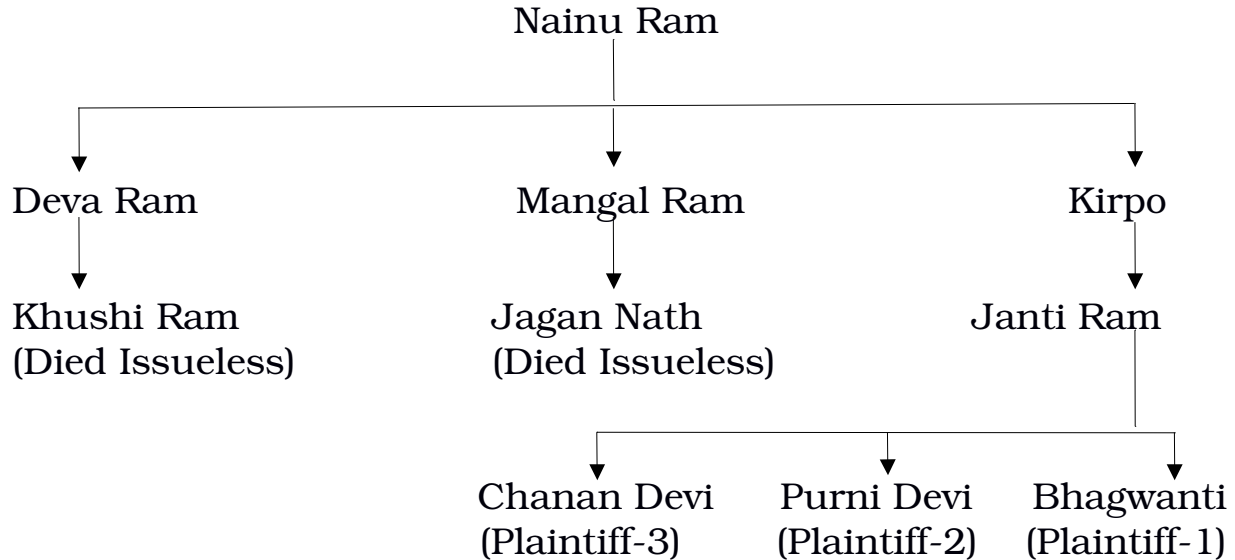 Nainu Ram
Deva Ram Mangal Ram Kirpo
Khushi Ram Jagan Nath Janti Ram
(Died Issueless) (Died Issueless)
Chanan Devi Purni Devi Bhagwanti
(Plaintiff-3) (Plaintiff-2) (Plaintiff-1)